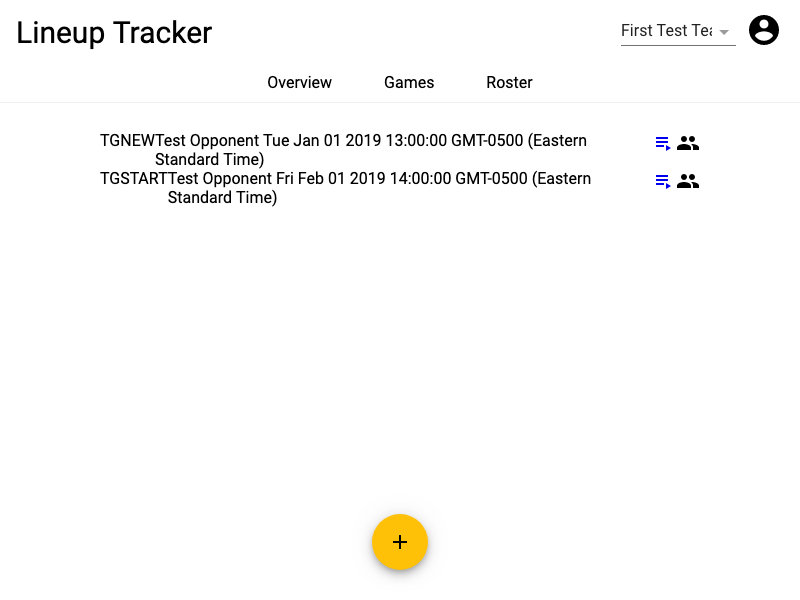 Lineup Tracker
First Test Tea
Overview Games Roster
TGNEWTest Opponent Tue Jan 01 2019 13:00:00 GMT-0500 (Eastern
Standard Time)
TGSTARTTest Opponent Fri Feb 01 2019 14:00:00 GMT-0500 (Eastern
Standard Time)